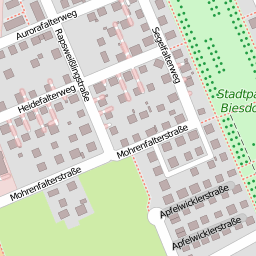 Aurorafalterweg
Rapsweißlingstraße
Segelfalterweg
Heidefalterweg
Stadtpa
Biesdo
Mohrenfalterstraße
Mohrenfalterstraße
Apfelwicklerstraße
Apfelwicklerstraße